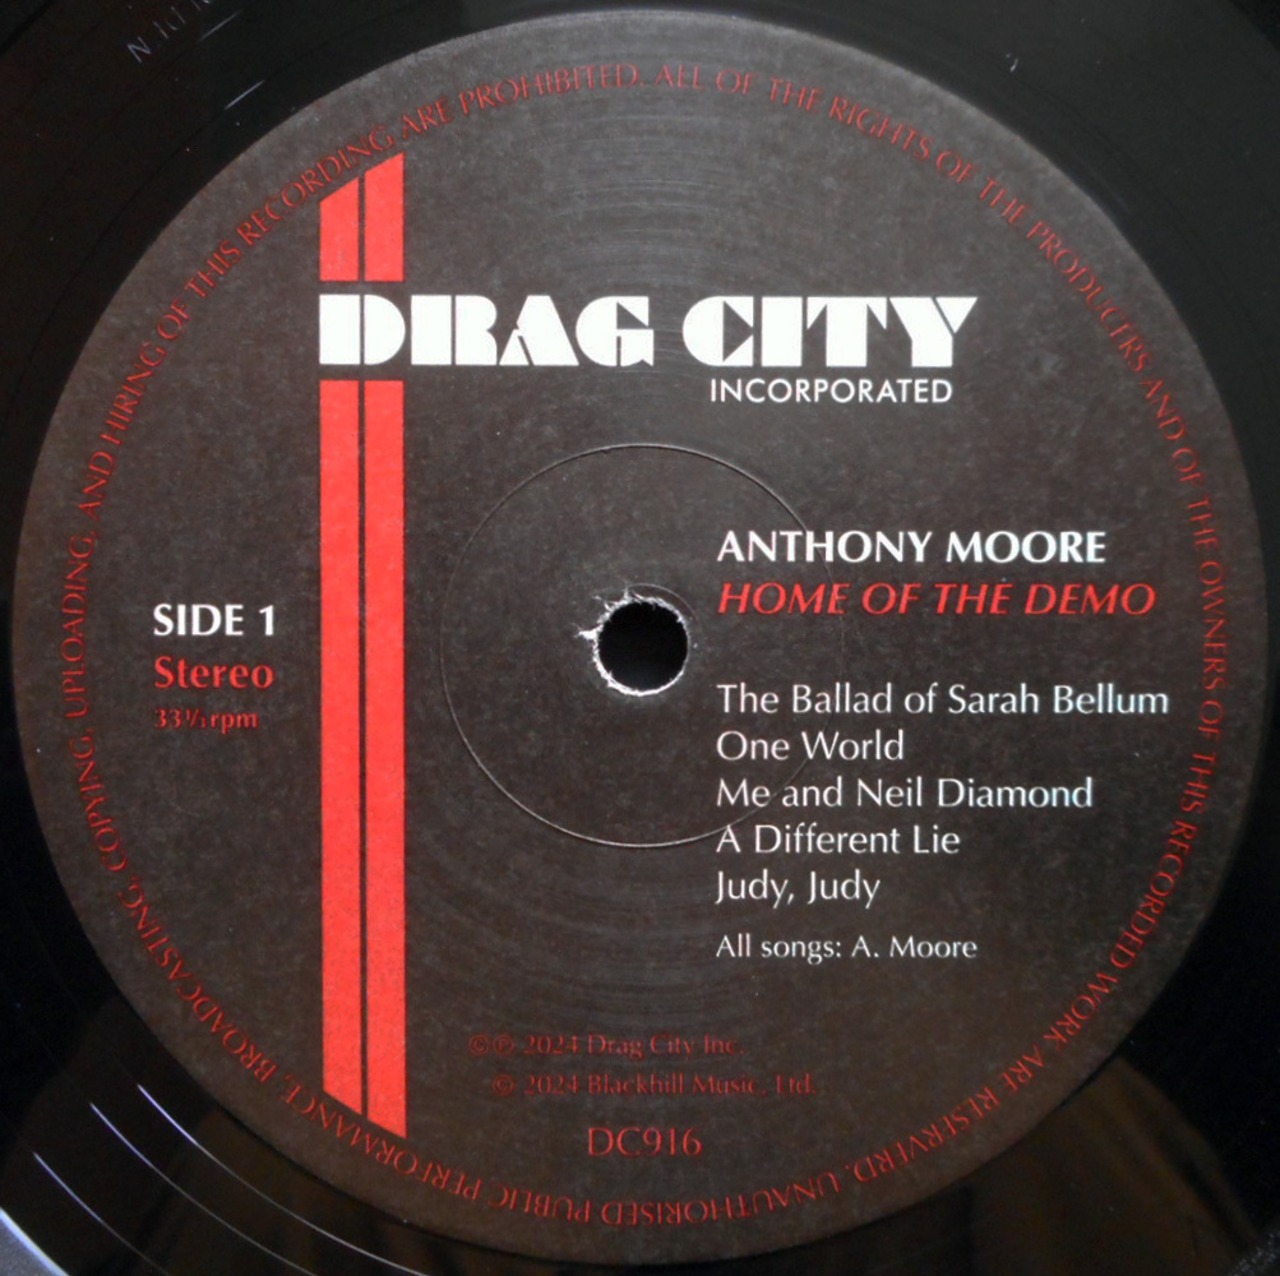 DRAG CITY
INCORPORATED
ANTHONY MOORE
HOME OF THE DEMO
SIDE 1
Stereo
33⅓ rpm
The Ballad of Sarah Bellum
One World
Me and Neil Diamond
A Different Lie
Judy, Judy
All songs: A. Moore
©℗ 2024 Drag City Inc.
© 2024 Blackhill Music, Ltd.
DC916
ALL OF THE RIGHTS OF THE PRODUCERS AND OF THE OWNERS OF THIS RECORDED WORK ARE RESERVERD. UNAUTHORISED PUBLIC PERFORMANCE, BROADCASTING, COPYING, UPLOADING, AND HIRING OF THIS RECORDING ARE PROHIBITED.